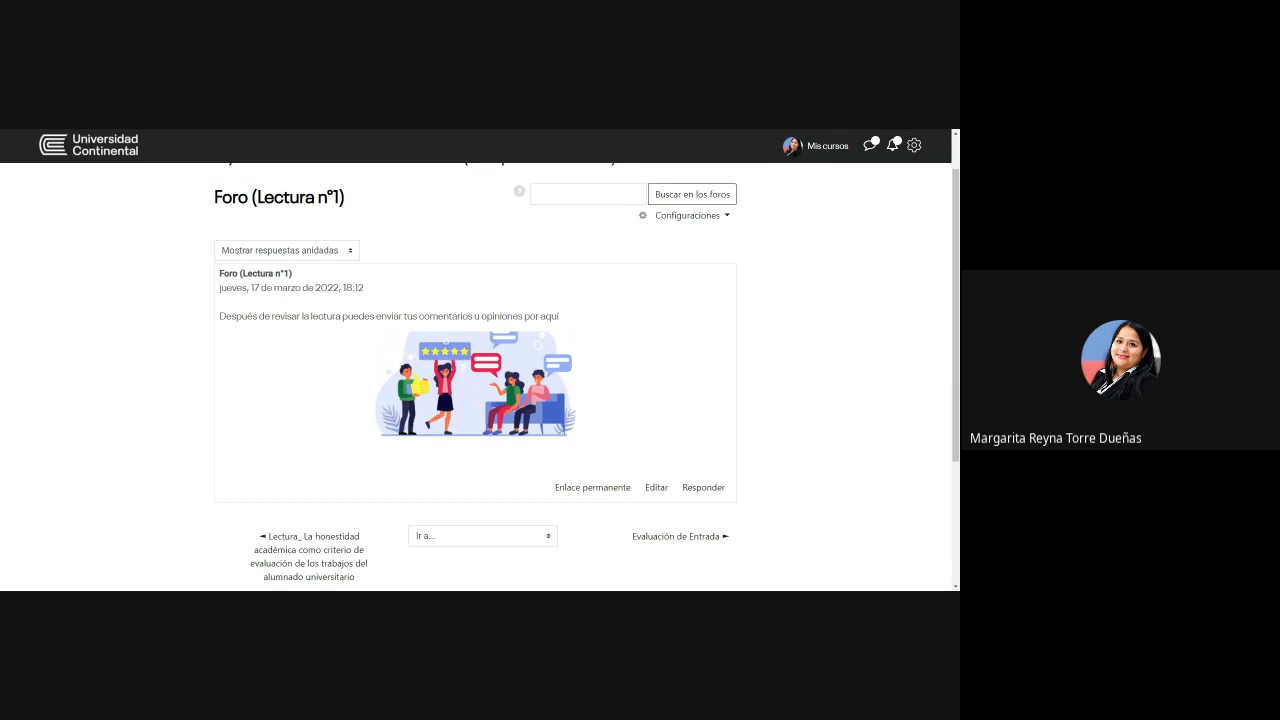 Universidad
Continental
Mis cursos
Foro (Lectura n°1)
Buscar en los foros
Configuraciones
Mostrar respuestas anidadas
Foro (Lectura n°1)
jueves, 17 de marzo de 2022, 18:12
Después de revisar la lectura puedes enviar tus comentarios u opiniones por aquí
Enlace permanente Editar Responder
◄ Lectura_ La honestidad
académica como criterio de
evaluación de los trabajos del
alumnado universitario
Ir a...
Evaluación de Entrada ►
Margarita Reyna Torre Dueñas